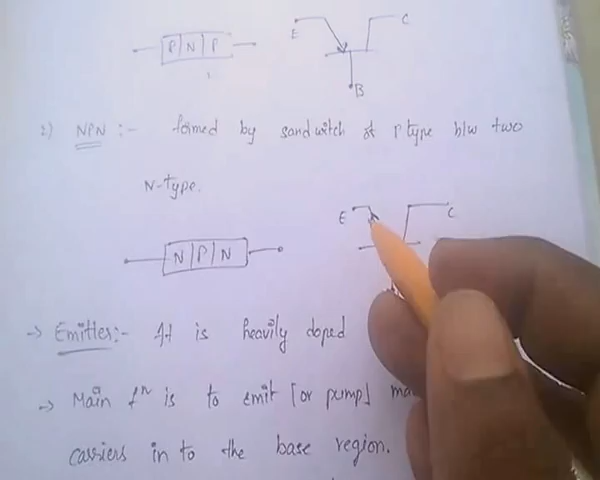 P|N|P E C
B
2) NPN :- formed by sandwitch of P type b/w two
N-type.
E C
N|P|N
-> Emitter:- It is heavily doped
-> Main fⁿ is to emit [or pump]
carriers in to the base region.